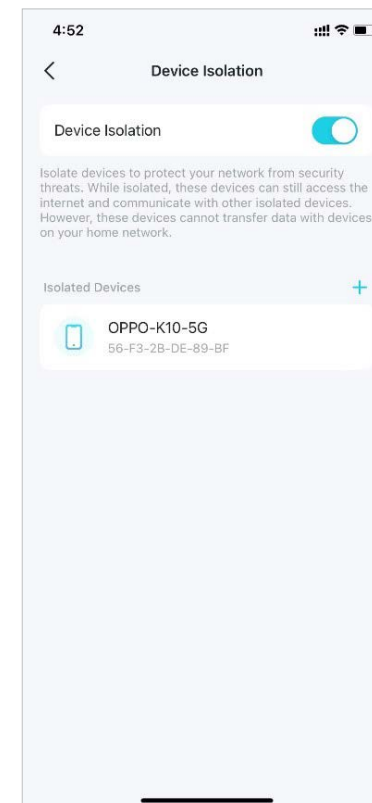 4:52
Device Isolation
Device Isolation
Isolate devices to protect your network from security
threats. While isolated, these devices can still access the
internet and communicate with other isolated devices.
However, these devices cannot transfer data with devices
on your home network.
Isolated Devices
OPPO-K10-5G
56-F3-2B-DE-89-BF